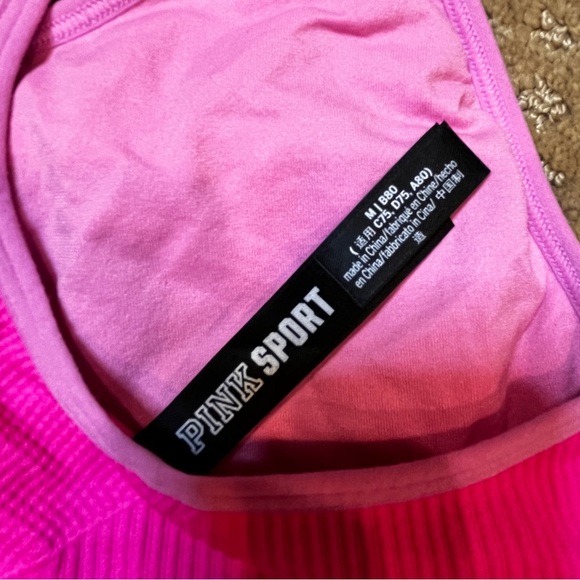 PINK SPORT
M | B80
(适用 C75, D75, A80)
made in China/fabriqué en Chine/hecho
en China/fabbricato in Cina/ 中国制
造